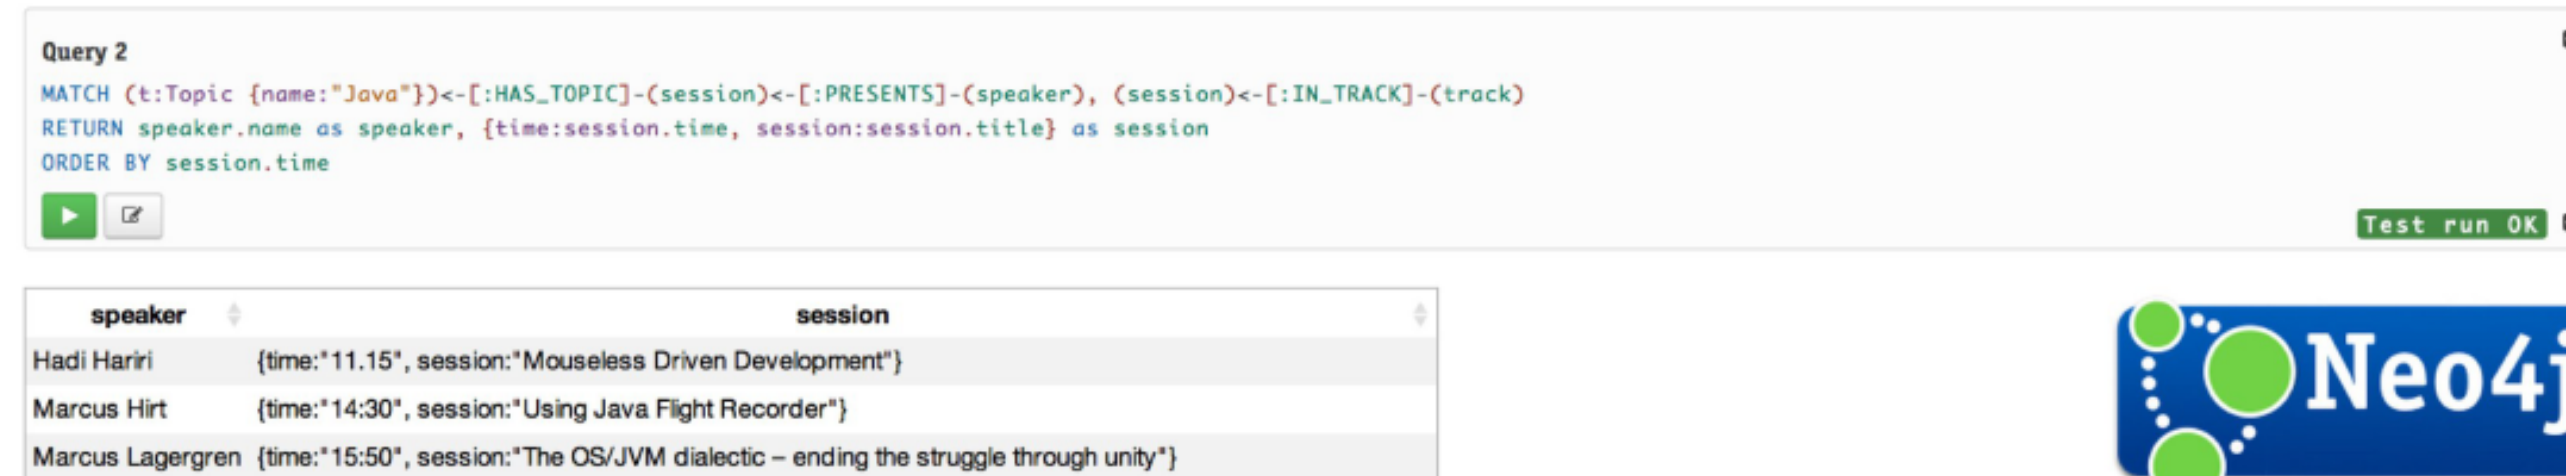 Query 2
MATCH (t:Topic {name:"Java"})<-[:HAS_TOPIC]-(session)<-[:PRESENTS]-(speaker), (session)<-[:IN_TRACK]-(track)
RETURN speaker.name as speaker, {time:session.time, session:session.title} as session
ORDER BY session.time
Test run OK
speaker session
Hadi Hariri {time:"11.15", session:"Mouseless Driven Development"}
Marcus Hirt {time:"14:30", session:"Using Java Flight Recorder"}
Marcus Lagergren {time:"15:50", session:"The OS/JVM dialectic – ending the struggle through unity"}
Neo4j